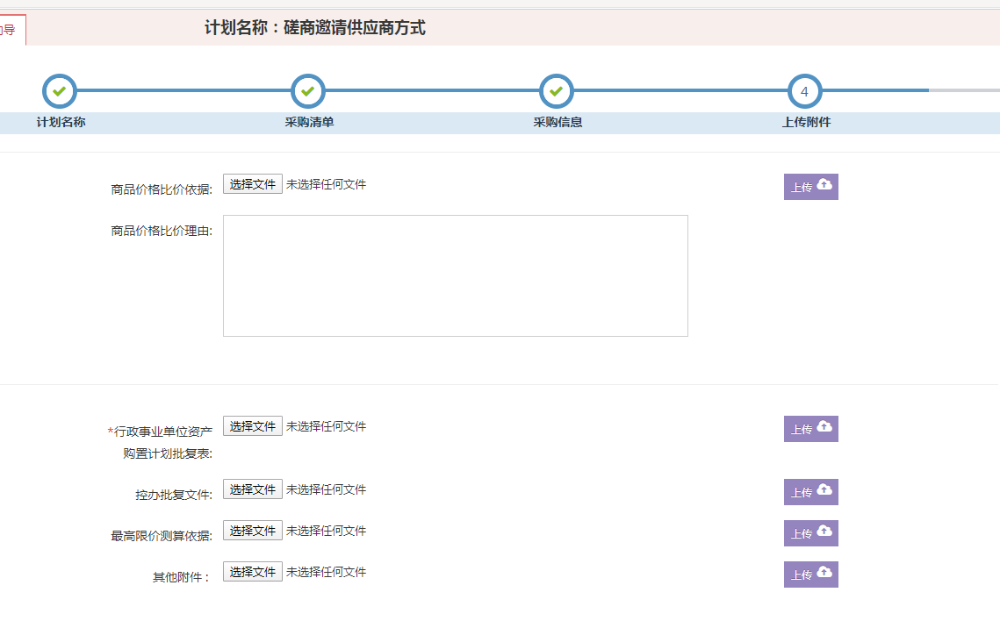 导
计划名称：磋商邀请供应商方式
4
计划名称 采购清单 采购信息 上传附件
商品价格比价依据: 选择文件 未选择任何文件 上传
商品价格比价理由:
*行政事业单位资产 选择文件 未选择任何文件 上传
购置计划批复表:
控办批复文件: 选择文件 未选择任何文件 上传
最高限价测算依据: 选择文件 未选择任何文件 上传
其他附件 : 选择文件 未选择任何文件 上传